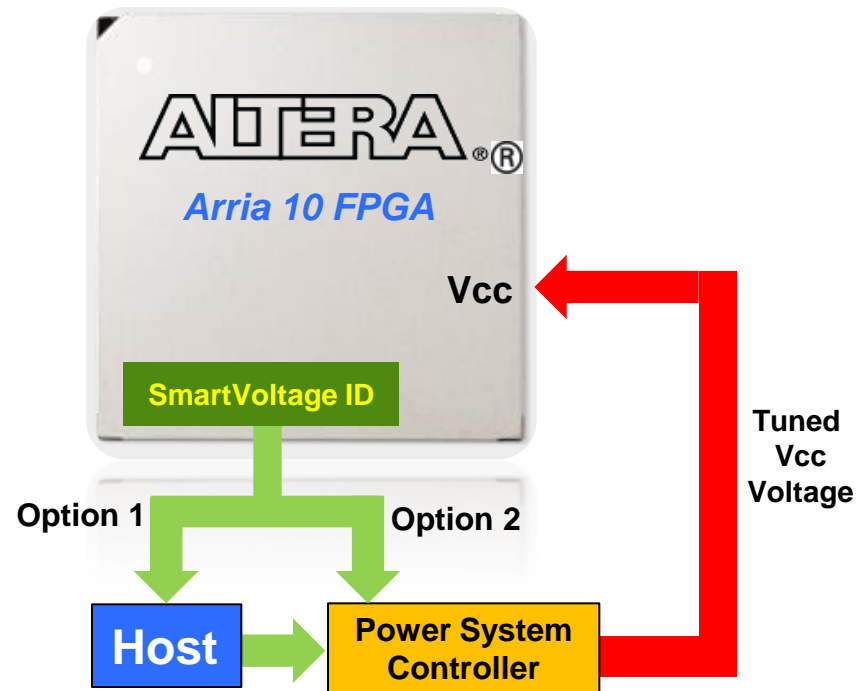 ALTERA®®
Arria 10 FPGA
Vcc
SmartVoltage ID
Option 1
Option 2
Tuned
Vcc
Voltage
Host
Power System
Controller